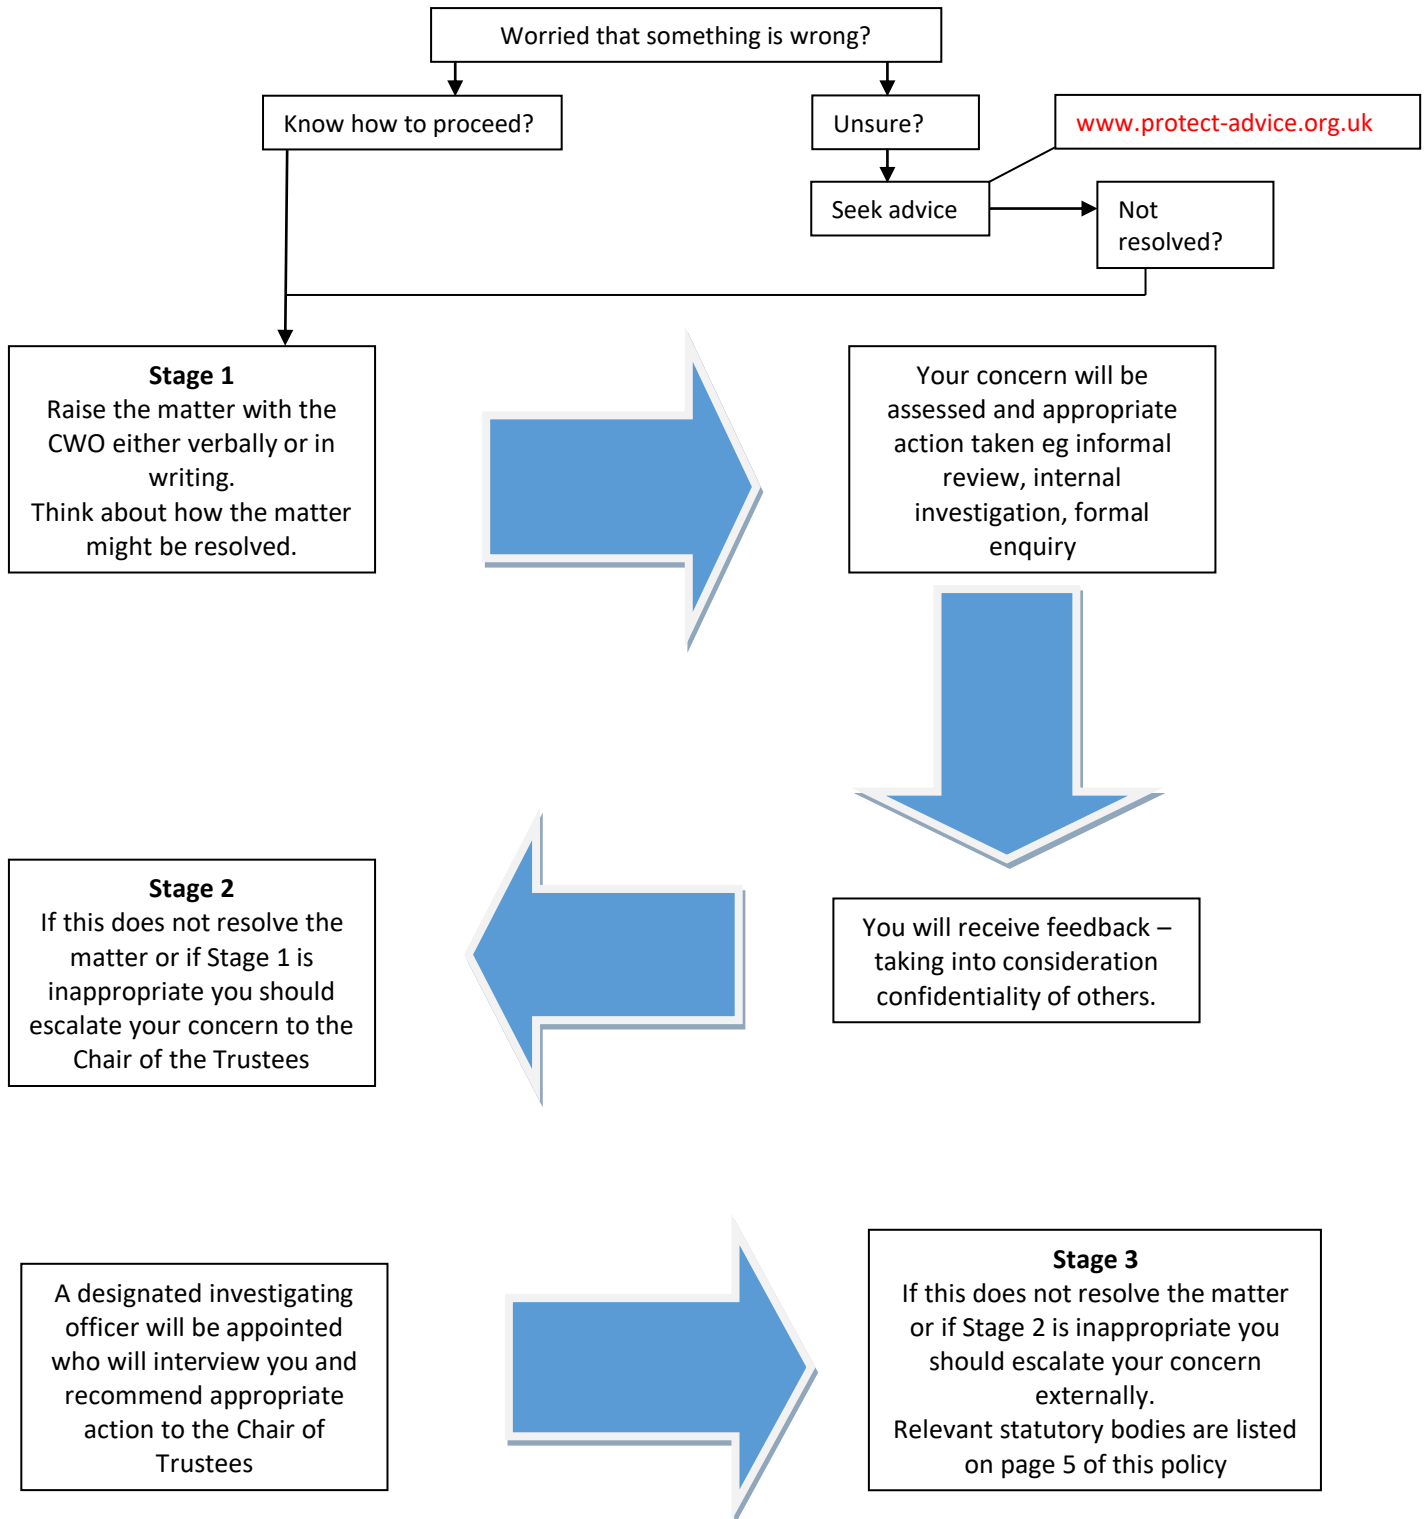 Worried that something is wrong?
Know how to proceed?
Unsure?
www.protect-advice.org.uk
Seek advice
Not
resolved?
Stage 1
Raise the matter with the
CWO either verbally or in
writing.
Think about how the matter
might be resolved.
Your concern will be
assessed and appropriate
action taken eg informal
review, internal
investigation, formal
enquiry
You will receive feedback –
taking into consideration
confidentiality of others.
Stage 2
If this does not resolve the
matter or if Stage 1 is
inappropriate you should
escalate your concern to the
Chair of the Trustees
A designated investigating
officer will be appointed
who will interview you and
recommend appropriate
action to the Chair of
Trustees
Stage 3
If this does not resolve the matter
or if Stage 2 is inappropriate you
should escalate your concern
externally.
Relevant statutory bodies are listed
on page 5 of this policy